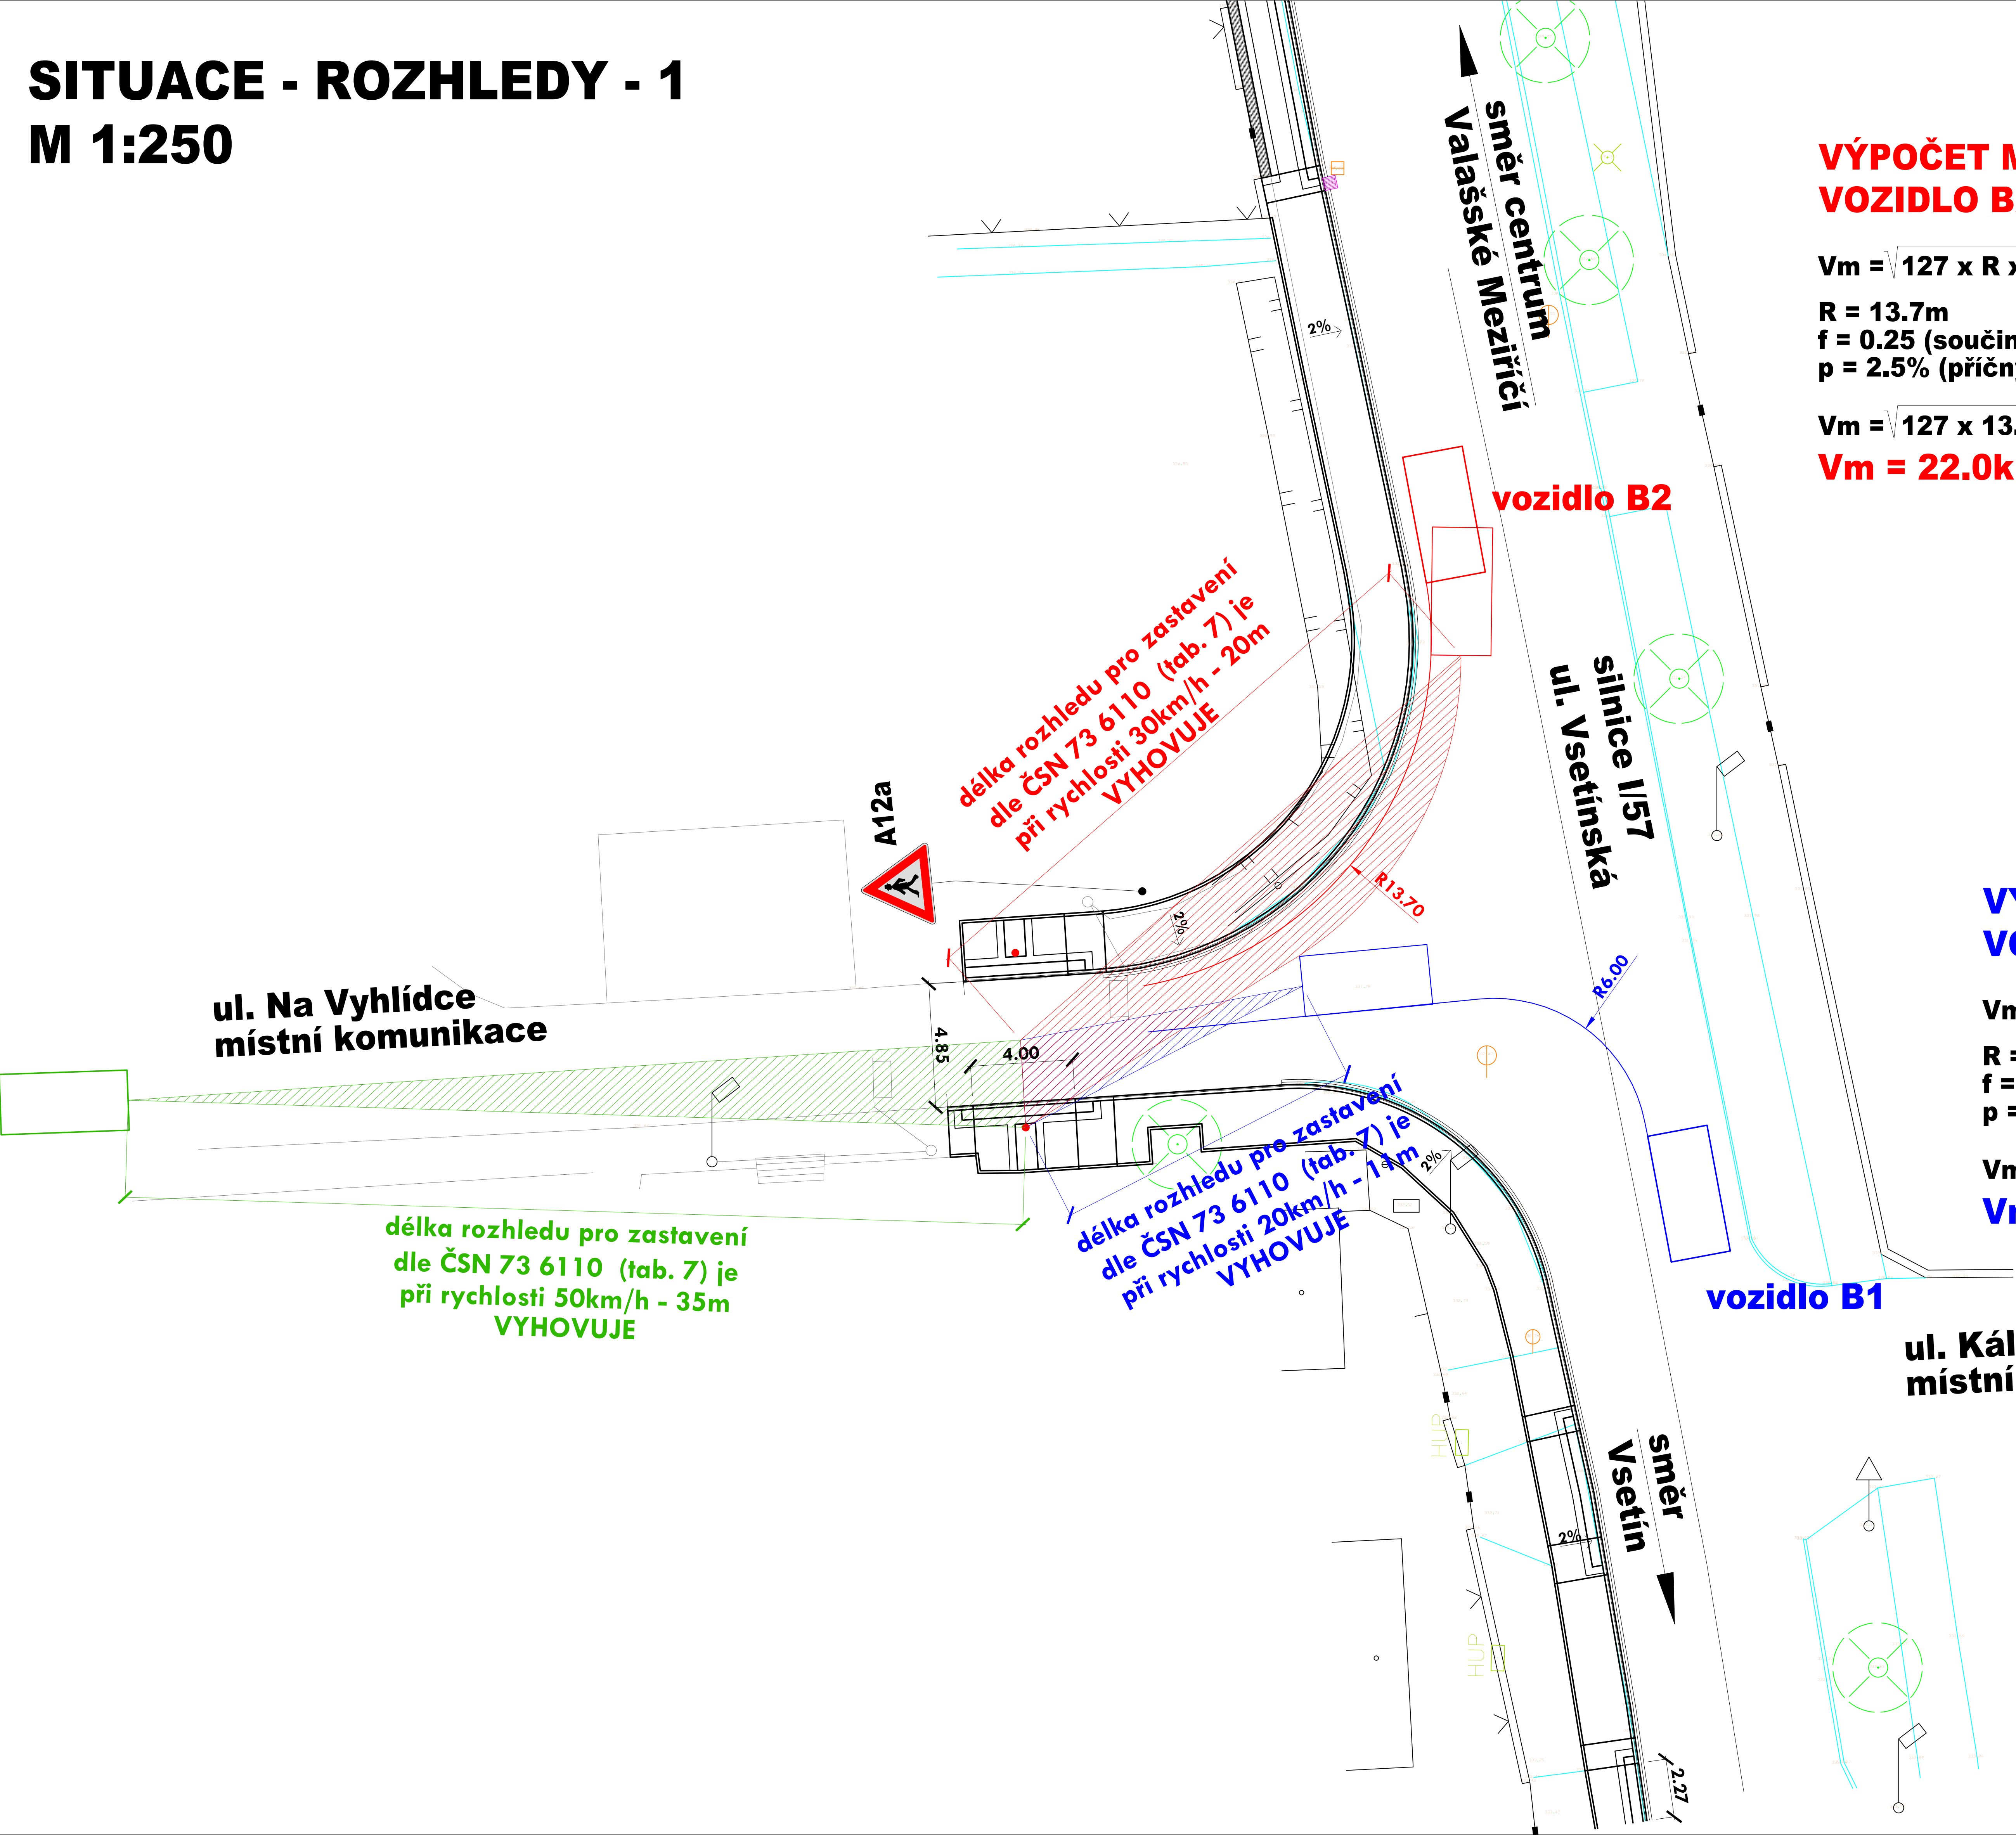 SITUACE - ROZHLEDY - 1
M 1:250
směr centrum
Valašské Meziříčí
VÝPOČET M
VOZIDLO B
Vm = √127 x R x
R = 13.7m
f = 0.25 (součin
p = 2.5% (příčn
Vm = √127 x 13.
Vm = 22.0k
2%
vozidlo B2
délka rozhledu pro zastavení
dle ČSN 73 6110 (tab. 7) je
při rychlosti 30km/h - 20m
VYHOVUJE
silnice I/57
ul. Vsetínská
A12a
R13.70
2%
R6.00
ul. Na Vyhlídce
místní komunikace
4.85
4.00
délka rozhledu pro zastavení
dle ČSN 73 6110 (tab. 7) je
při rychlosti 50km/h - 35m
VYHOVUJE
délka rozhledu pro zastavení
dle ČSN 73 6110 (tab. 7) je
při rychlosti 20km/h - 11m
VYHOVUJE
2%
vozidlo B1
VÝ
Vm
R =
f =
p =
Vm
ul. Kál
místní
HUP
směr
Vsetín
2%
HUP
2.27